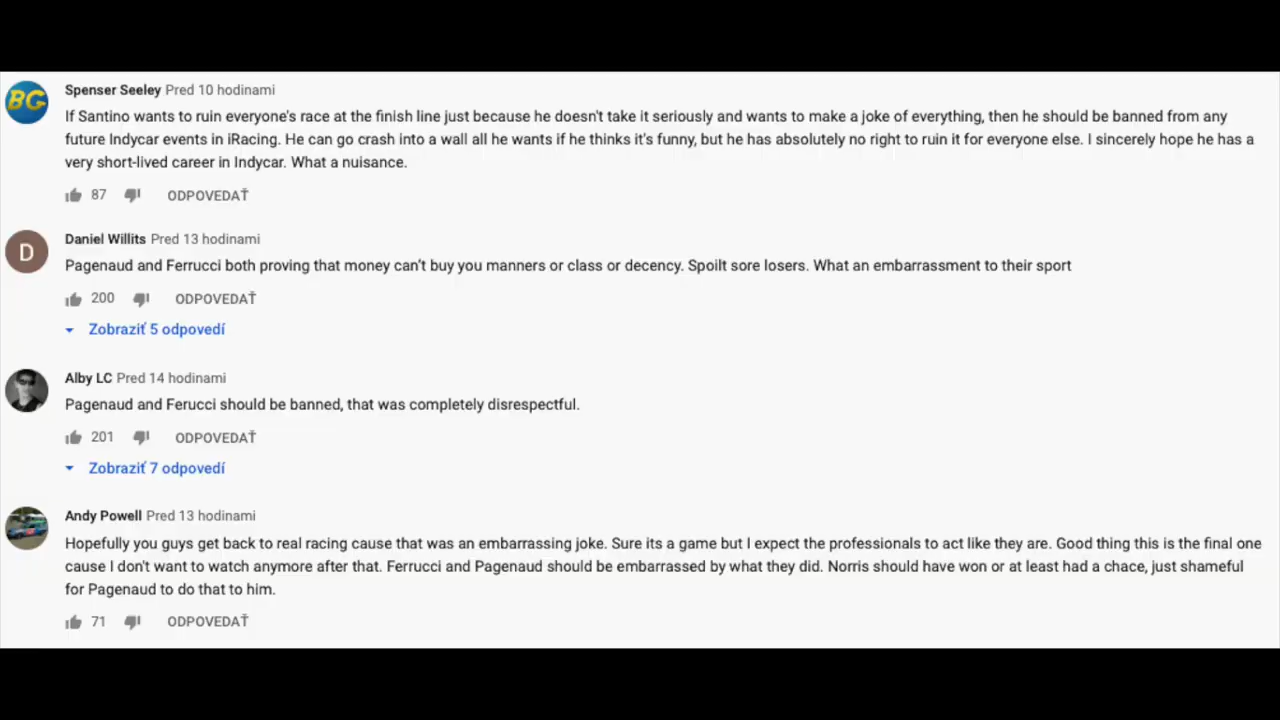 BG
Spenser Seeley Pred 10 hodinami
If Santino wants to ruin everyone's race at the finish line just because he doesn't take it seriously and wants to make a joke of everything, then he should be banned from any
future Indycar events in iRacing. He can go crash into a wall all he wants if he thinks it's funny, but he has absolutely no right to ruin it for everyone else. I sincerely hope he has a
very short-lived career in Indycar. What a nuisance.
87 ODPOVEDAŤ
D
Daniel Willits Pred 13 hodinami
Pagenaud and Ferrucci both proving that money can't buy you manners or class or decency. Spoilt sore losers. What an embarrassment to their sport
200 ODPOVEDAŤ
Zobraziť 5 odpovedí
Alby LC Pred 14 hodinami
Pagenaud and Ferucci should be banned, that was completely disrespectful.
201 ODPOVEDAŤ
Zobraziť 7 odpovedí
Andy Powell Pred 13 hodinami
Hopefully you guys get back to real racing cause that was an embarrassing joke. Sure its a game but I expect the professionals to act like they are. Good thing this is the final one
cause I don't want to watch anymore after that. Ferrucci and Pagenaud should be embarrassed by what they did. Norris should have won or at least had a chace, just shameful
for Pagenaud to do that to him.
71 ODPOVEDAŤ